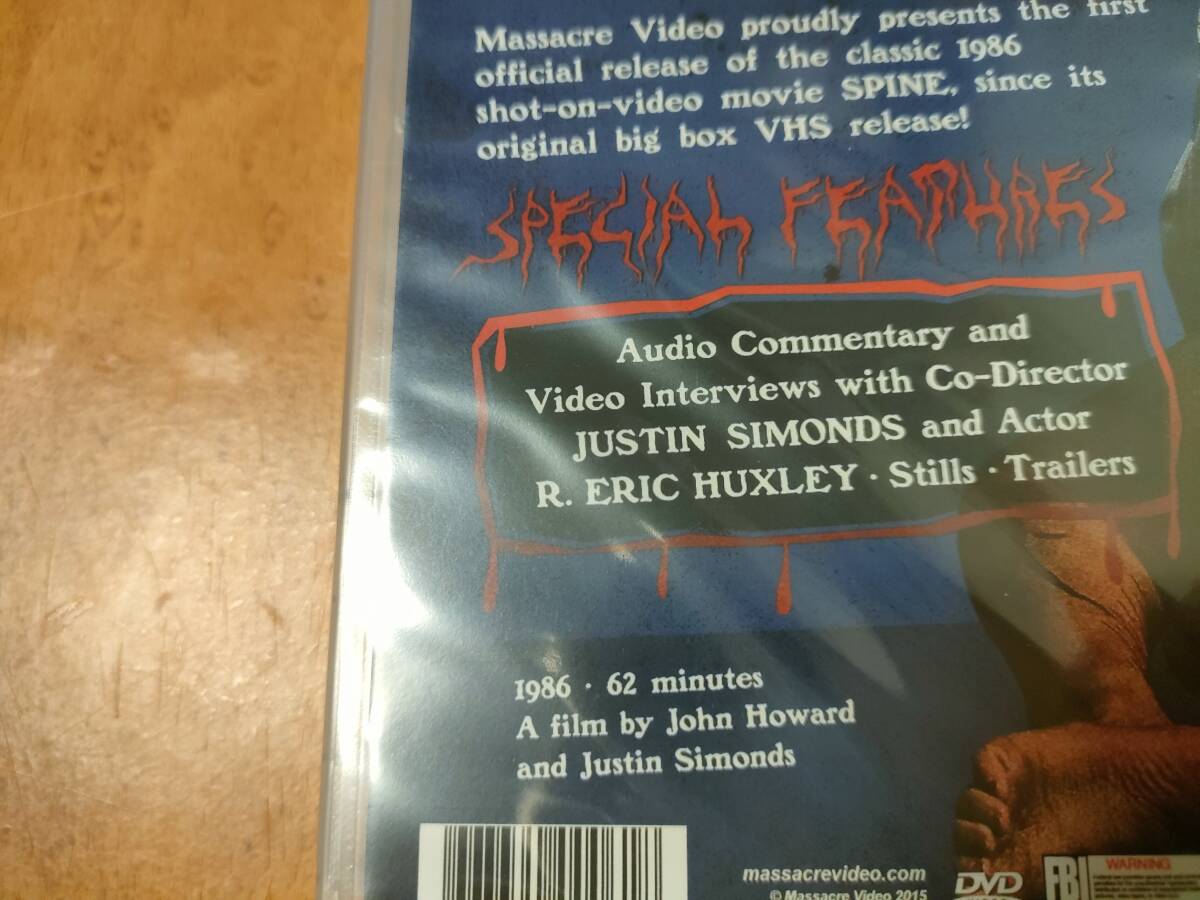 Massacre Video proudly presents the first
official release of the classic 1986
shot-on-video movie SPINE, since its
original big box VHS release!
SPECIAL FEATURES
Audio Commentary and
Video Interviews with Co-Director
JUSTIN SIMONDS and Actor
R. ERIC HUXLEY · Stills · Trailers
1986 · 62 minutes
A film by John Howard
and Justin Simonds
massacrevideo.com
© Massacre Video 2015
DVD
FBI WARNING